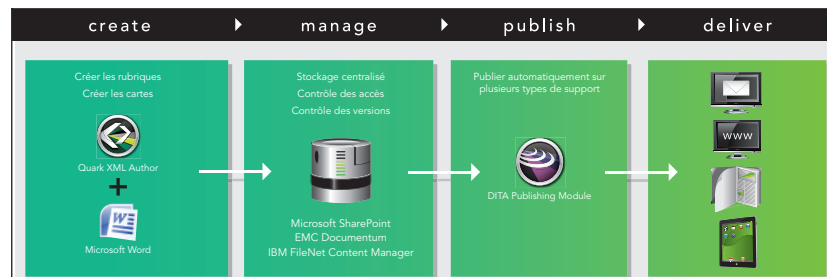 create manage publish deliver
Créer les rubriques
Créer les cartes
Quark XML Author
+
Microsoft Word
Stockage centralisé
Contrôle des accès
Contrôle des versions
Microsoft SharePoint
EMC Documentum
IBM FileNet Content Manager
Publier automatiquement sur
plusieurs types de support
DITA Publishing Module
www